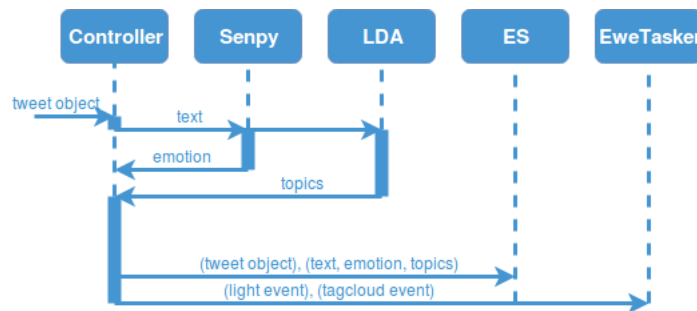 Controller Senpy LDA ES EweTasker
tweet object
text
emotion
topics
(tweet object), (text, emotion, topics)
(light event), (tagcloud event)